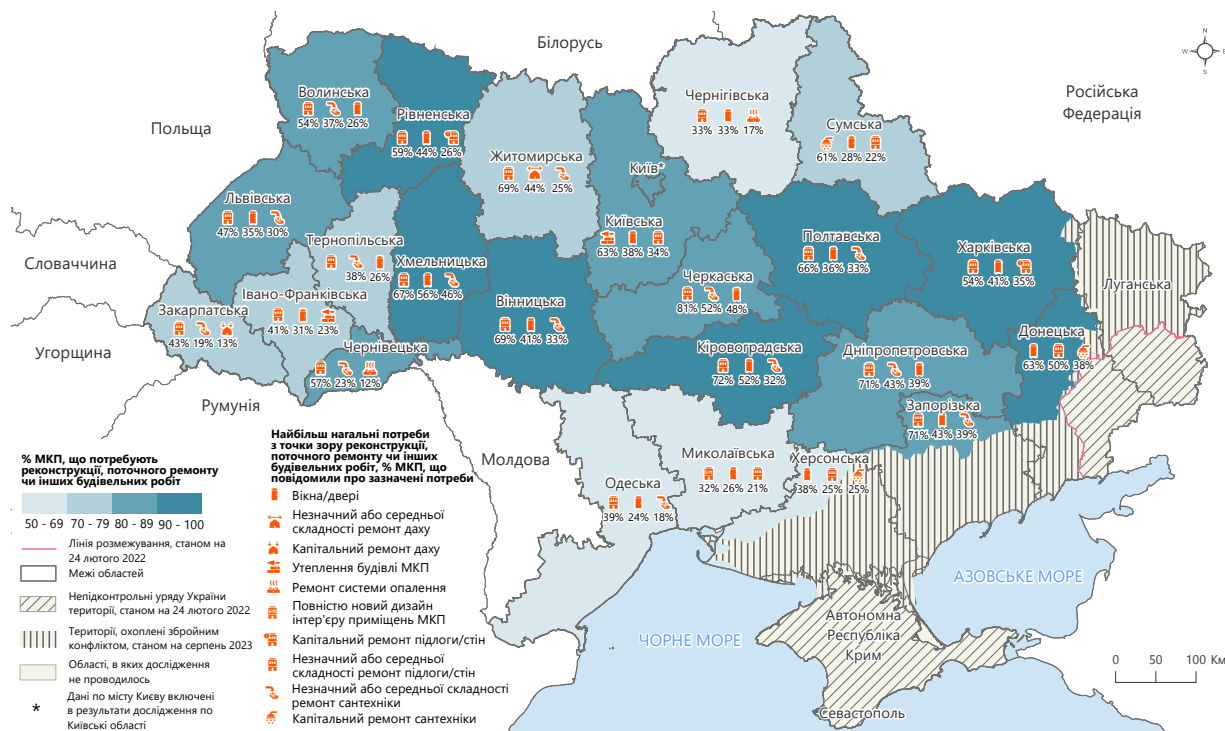 Білорусь
Російська
Федерація
Польща
Словаччина
Угорщина
Румунія
Молдова
N
W E
S
Волинська
54% 37% 26%
Рівненська
59% 44% 26%
Житомирська
69% 44% 25%
Чернігівська
33% 33% 17%
Сумська
61% 28% 22%
Київ*
Київська
63% 38% 34%
Львівська
47% 35% 30%
Тернопільська
38% 26%
Хмельницька
67% 56% 46%
Вінницька
69% 41% 33%
Черкаська
81% 52% 48%
Полтавська
66% 36% 33%
Харківська
54% 41% 35%
Луганська
Закарпатська
43% 19% 13%
Івано-Франківська
41% 31% 23%
Чернівецька
57% 23% 12%
Кіровоградська
72% 52% 32%
Дніпропетровська
71% 43% 39%
Донецька
63% 50% 38%
Запорізька
71% 43% 39%
Миколаївська
32% 26% 21%
Херсонська
38% 25% 25%
Одеська
39% 24% 18%
ЧОРНЕ МОРЕ
АЗОВСЬКЕ МОРЕ
Автономна
Республіка
Крим
Севастополь
0 50 100 Км
% МКП, що потребують
реконструкції, поточного ремонту
чи інших будівельних робіт
50 - 69 70 - 79 80 - 89 90 - 100
Лінія розмежування, станом на
24 лютого 2022
Межі областей
Непідконтрольні уряду України
території, станом на 24 лютого 2022
Території, охоплені збройним
конфліктом, станом на серпень 2023
Області, в яких дослідження
не проводилось
* Дані по місту Києву включені
в результати дослідження по
Київські області
Найбільш нагальні потреби
з точки зору реконструкції,
поточного ремонту чи інших
будівельних робіт, % МКП, що
повідомили про зазначені потреби
Вікна/двері
Незначний або середньої
складності ремонт даху
Капітальний ремонт даху
Утеплення будівлі МКП
Ремонт системи опалення
Повністю новий дизайн
інтер'єру приміщень МКП
Капітальний ремонт підлоги/стін
Незначний або середньої
складності ремонт підлоги/стін
Незначний або середньої складності
ремонт сантехніки
Капітальний ремонт сантехніки